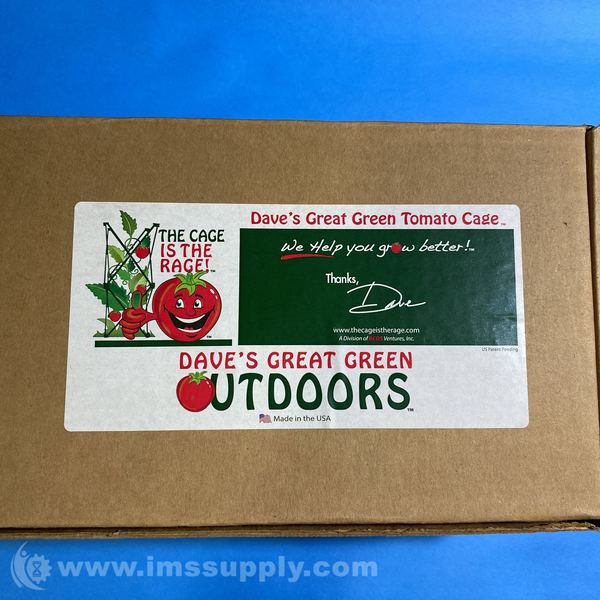 Dave's Great Green Tomato Cage™
THE CAGE
IS THE
RAGE!™
We Help you grow better!™
Thanks,
Dave
www.thecageistherage.com
A Division of Ventures, Inc.
US Patent Pending
DAVE'S GREAT GREEN
OUTDOORS™
Made in the USA
www.imssupply.com